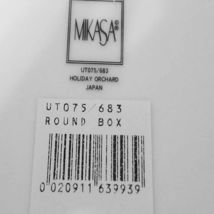 MIKASA®
UT075/683
HOLIDAY ORCHARD
JAPAN
UT075/683
ROUND BOX
0 020911 639939